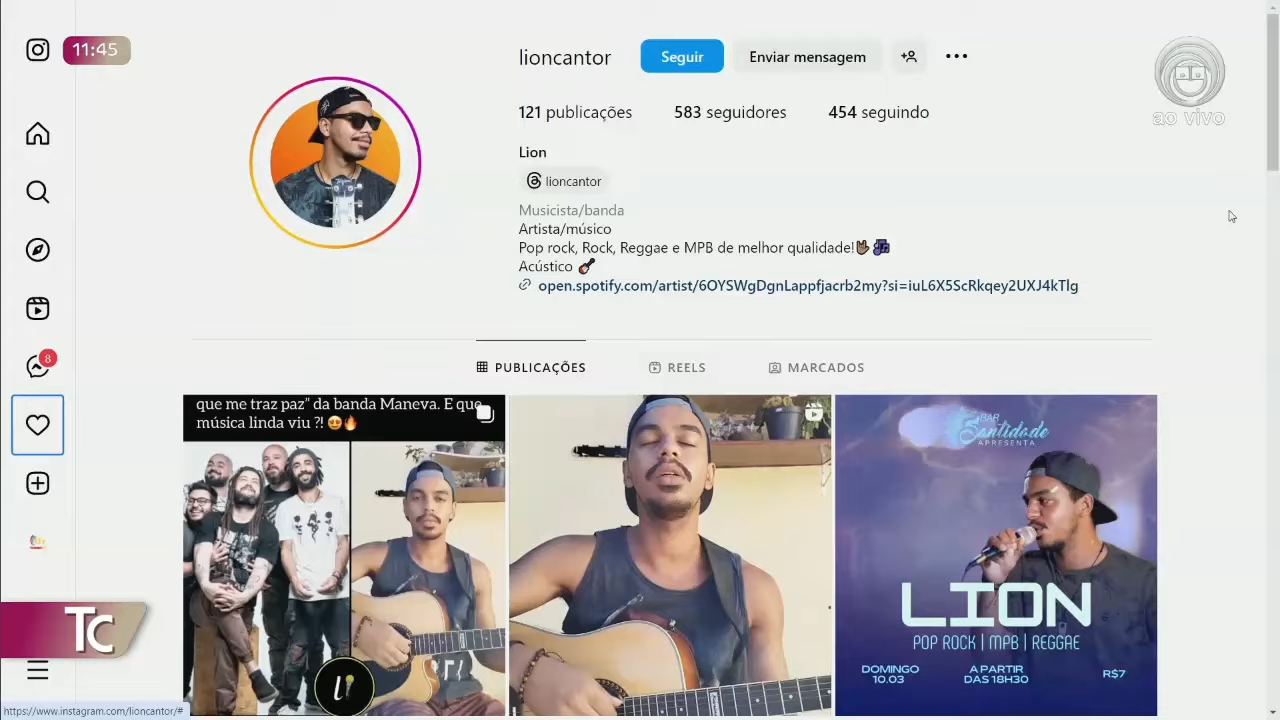 11:45
lioncantor
Seguir
Enviar mensagem
ao vivo
121 publicações
583 seguidores
454 seguindo
Lion
lioncantor
Musicista/banda
Artista/músico
Pop rock, Rock, Reggae e MPB de melhor qualidade!🤘🏽🎶
Acústico 🎸
open.spotify.com/artist/6OYSWgDgnLappfjacrb2my?si=iuL6X5ScRkqey2UXJ4kTlg
8
PUBLICAÇÕES
REELS
MARCADOS
que me traz paz" da banda Maneva. E que
música linda viu ?! 😍🔥
BAR
Santidade
APRESENTA
LION
POP ROCK | MPB | REGGAE
DOMINGO
10.03
A PARTIR
DAS 18H30
R$7
TC
https://www.instagram.com/lioncantor/#